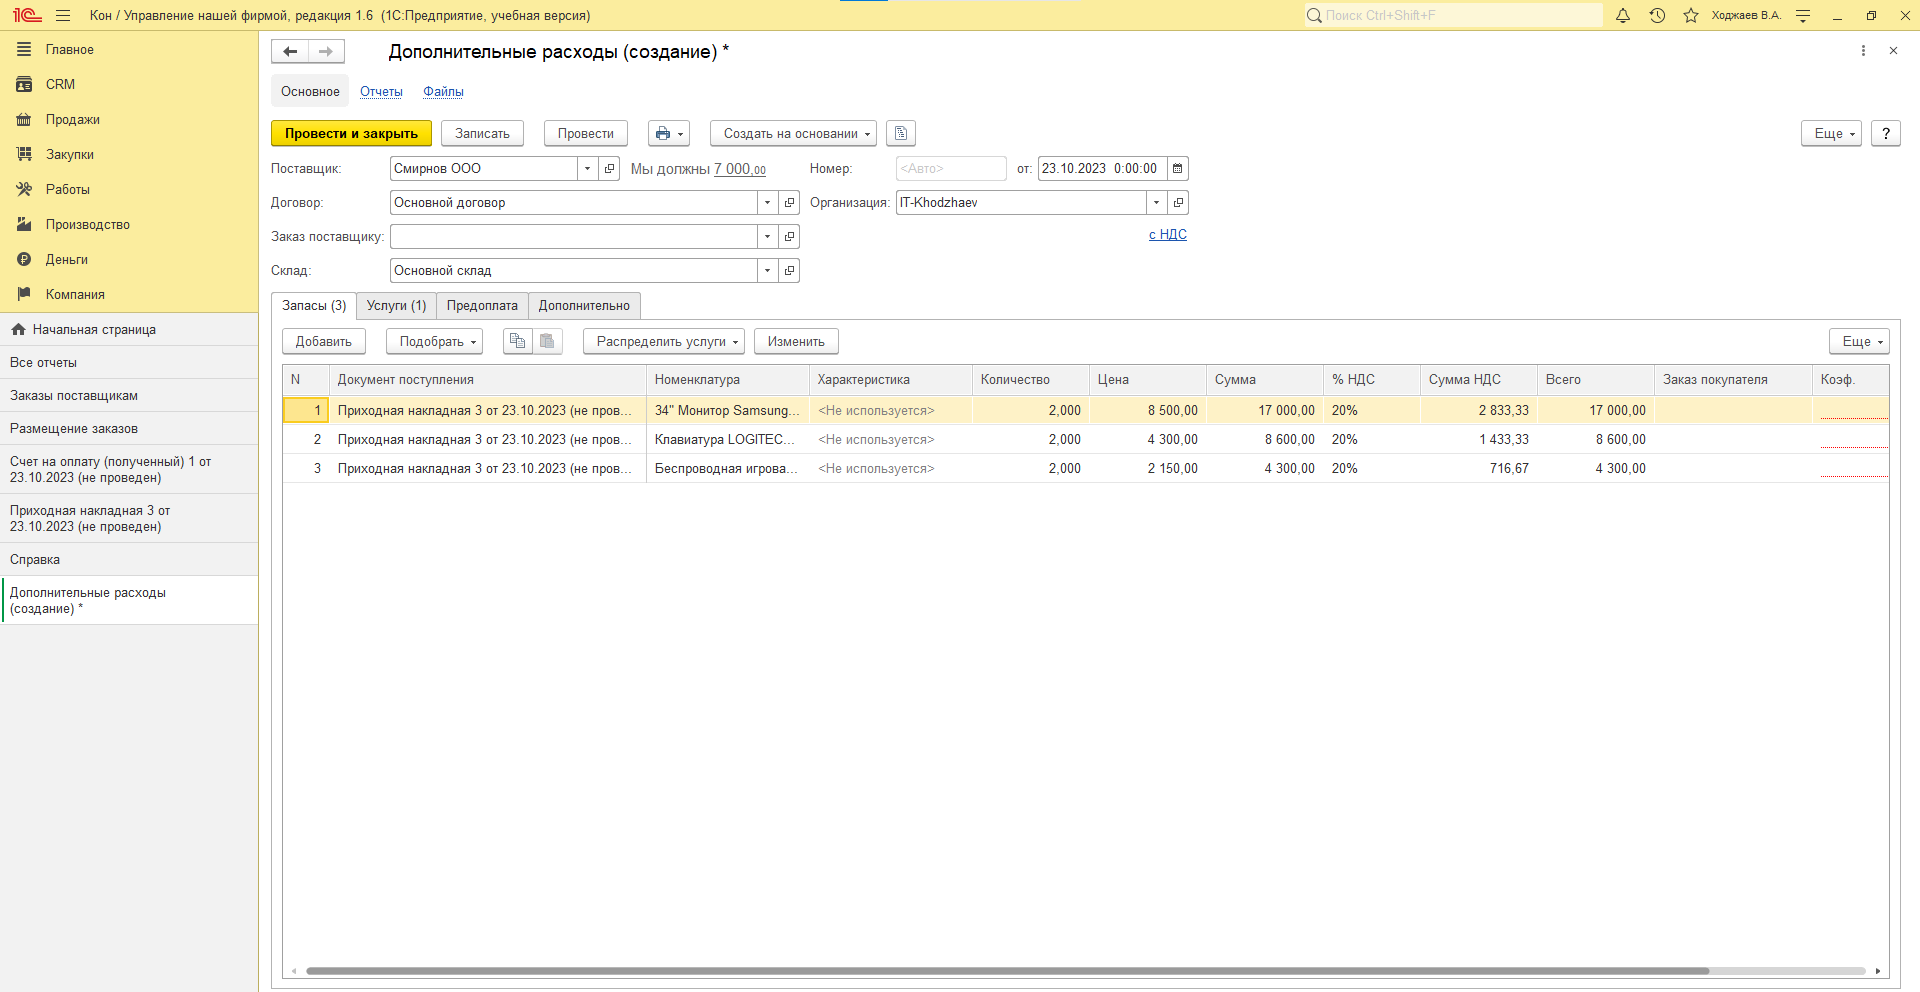 1С Кон / Управление нашей фирмой, редакция 1.6 (1С:Предприятие, учебная версия)
Поиск Ctrl+Shift+F
Ходжаев В.А.
Главное
CRM
Продажи
Закупки
Работы
Производство
Деньги
Компания
Начальная страница
Все отчеты
Заказы поставщикам
Размещение заказов
Счет на оплату (полученный) 1 от
23.10.2023 (не проведен)
Приходная накладная 3 от
23.10.2023 (не проведен)
Справка
Дополнительные расходы
(создание) *
Дополнительные расходы (создание) *
Основное Отчеты Файлы
Провести и закрыть Записать Провести Создать на основании Еще ?
Поставщик: Смирнов ООО Мы должны 7 000,00 Номер: <Авто> от: 23.10.2023 0:00:00
Договор: Основной договор Организация: IT-Khodzhaev
Заказ поставщику: с НДС
Склад: Основной склад
Запасы (3) Услуги (1) Предоплата Дополнительно
Добавить Подобрать Распределить услуги Изменить Еще
N Документ поступления Номенклатура Характеристика Количество Цена Сумма % НДС Сумма НДС Всего Заказ покупателя Коэф.
1 Приходная накладная 3 от 23.10.2023 (не пров... 34" Монитор Samsung... <Не используется> 2,000 8 500,00 17 000,00 20% 2 833,33 17 000,00
2 Приходная накладная 3 от 23.10.2023 (не пров... Клавиатура LOGITEC... <Не используется> 2,000 4 300,00 8 600,00 20% 1 433,33 8 600,00
3 Приходная накладная 3 от 23.10.2023 (не пров... Беспроводная игрова... <Не используется> 2,000 2 150,00 4 300,00 20% 716,67 4 300,00